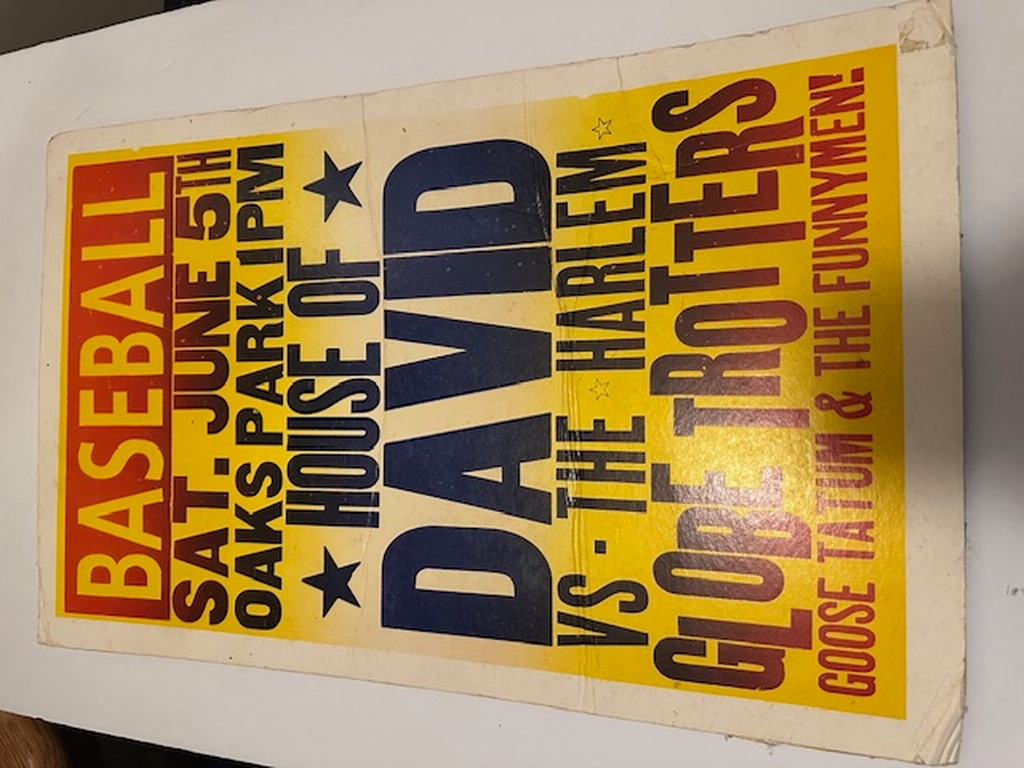 BASEBALL
SAT. JUNE 5TH
OAKS PARK 1PM
HOUSE OF
DAVID
VS. THE HARLEM
GLOBE TROTTERS
GOOSE TATUM & THE FUNNYMEN!